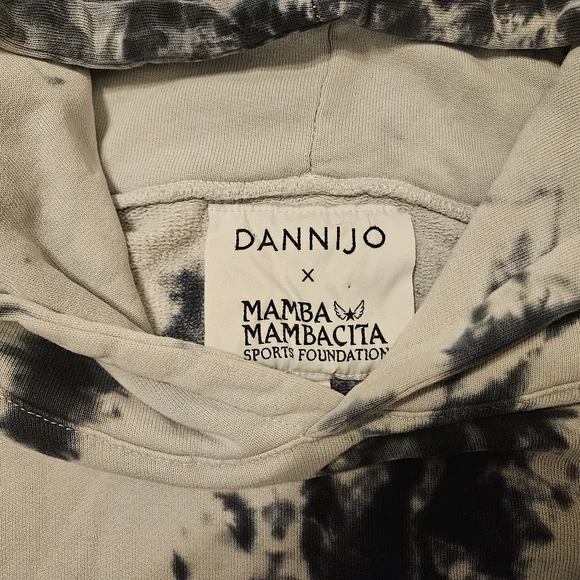 DANNIJO
X
MAMBA
MAMBACITA
SPORTS FOUNDATION